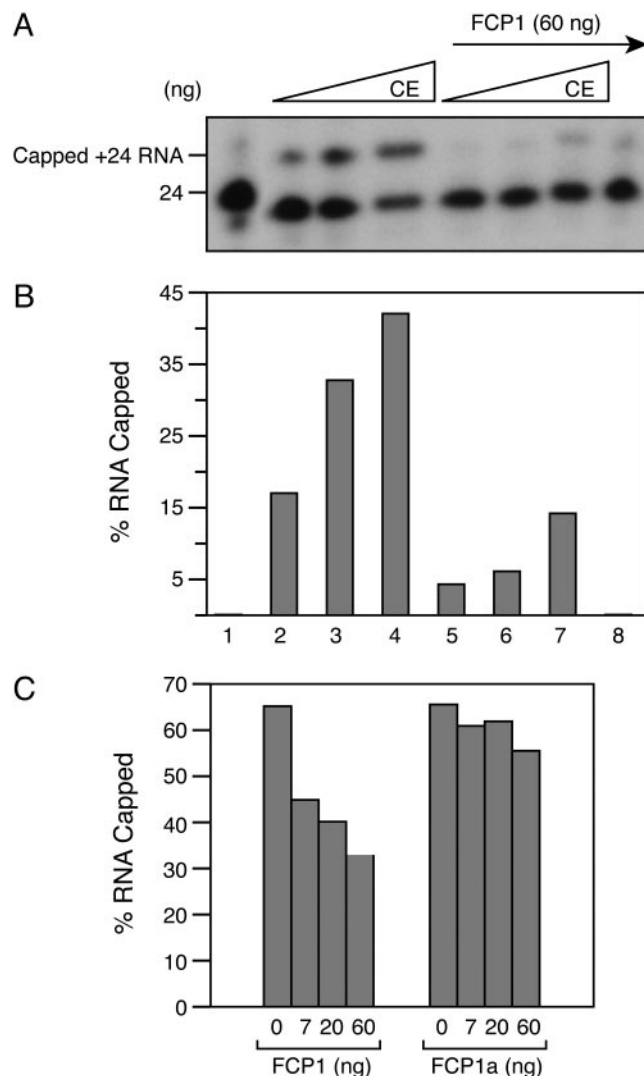 A
FCP1 (60 ng)
(ng) CE CE
Capped +24 RNA
24
B
% RNA Capped
45
35
25
15
5
1 2 3 4 5 6 7 8
C
% RNA Capped
70
60
50
40
30
20
10
0
0 7 20 60 0 7 20 60
FCP1 (ng) FCP1a (ng)